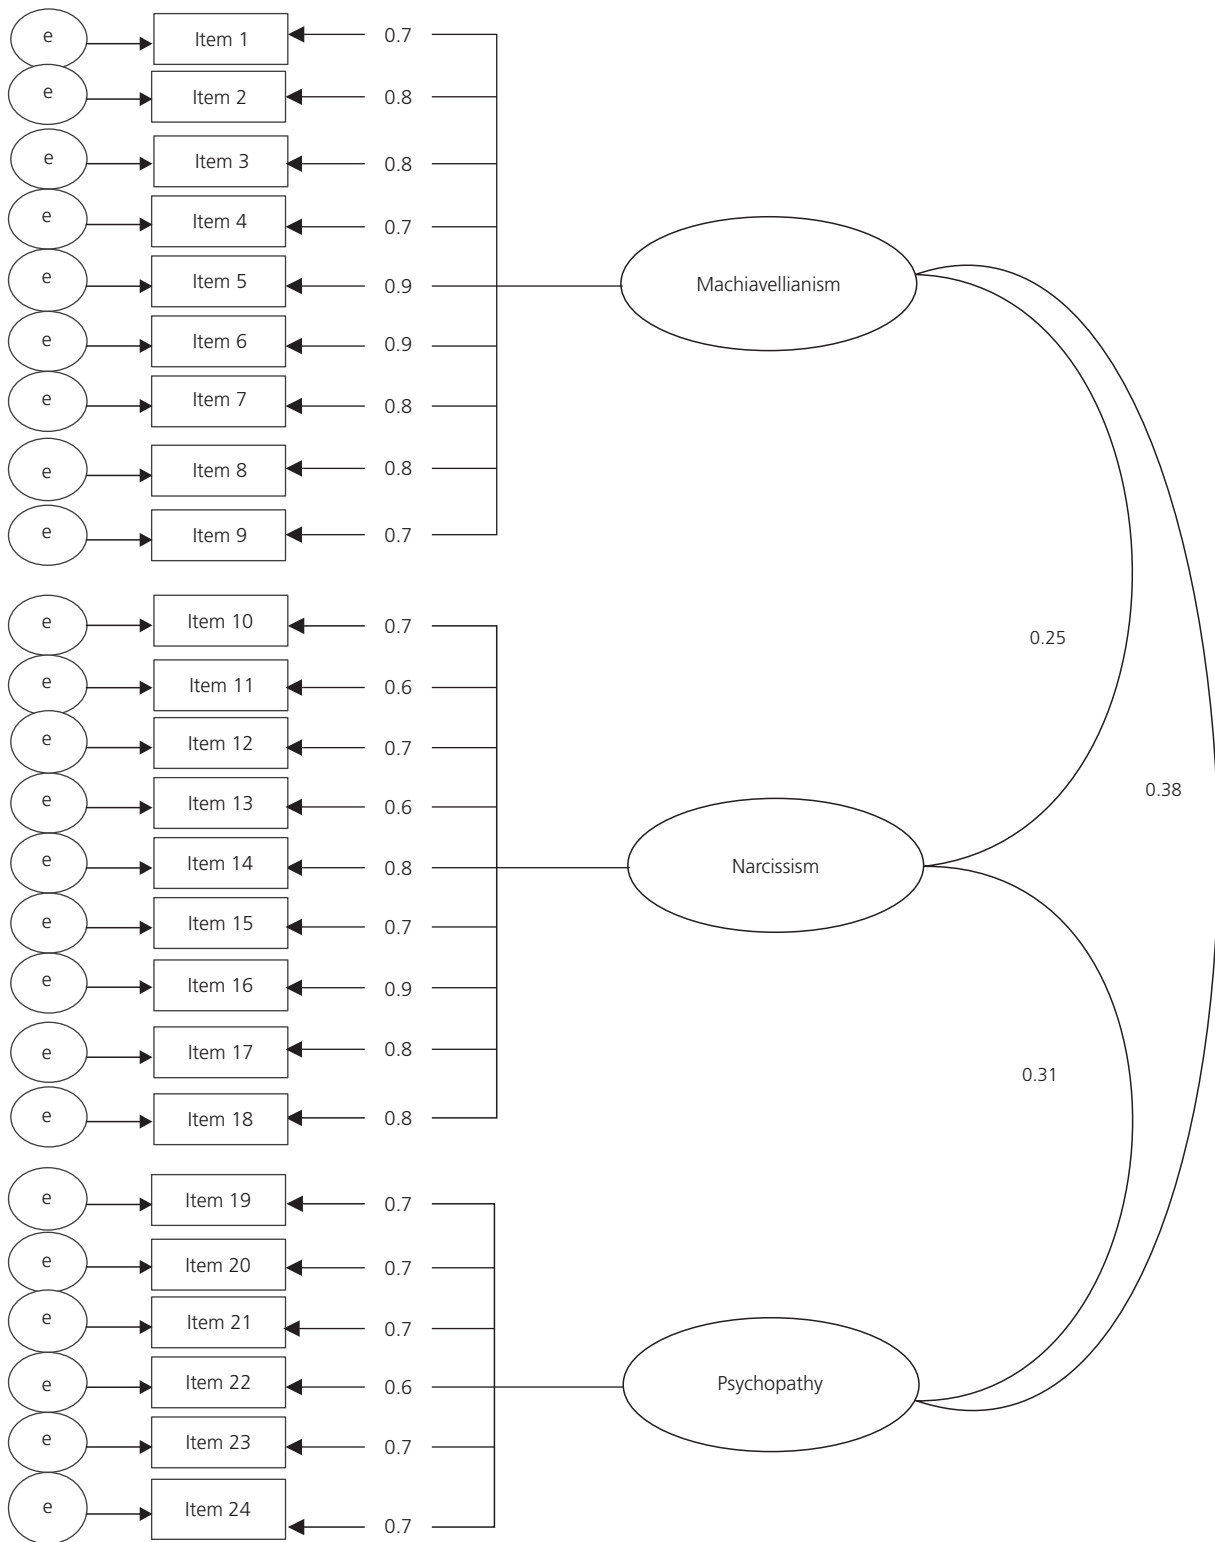 e Item 1 0.7
e Item 2 0.8
e Item 3 0.8
e Item 4 0.7
e Item 5 0.9
e Item 6 0.9
e Item 7 0.8
e Item 8 0.8
e Item 9 0.7
Machiavellianism
e Item 10 0.7
e Item 11 0.6
e Item 12 0.7
e Item 13 0.6
e Item 14 0.8
e Item 15 0.7
e Item 16 0.9
e Item 17 0.8
e Item 18 0.8
Narcissism
e Item 19 0.7
e Item 20 0.7
e Item 21 0.7
e Item 22 0.6
e Item 23 0.7
e Item 24 0.7
Psychopathy
0.25
0.38
0.31